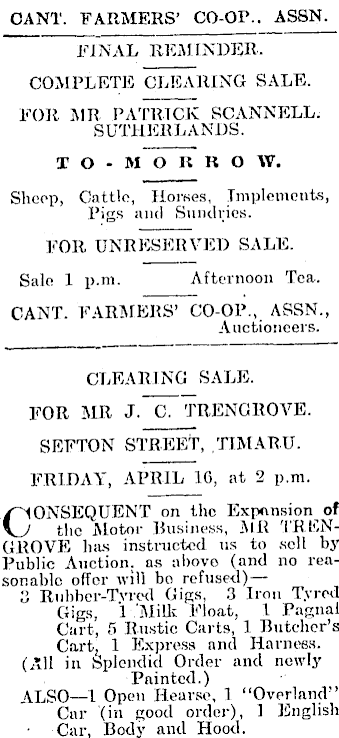 CANT. FARMERS' CO-OP., ASSN.
FINAL REMINDER.
COMPLETE CLEARING SALE.
FOR MR PATRICK SCANNELL.
SUTHERLANDS.
TO-MORROW.
Sheep, Cattle, Horses, Implements,
Pigs and Sundries.
FOR UNRESERVED SALE.
Sale 1 p.m. Afternoon Tea.
CANT. FARMERS' CO-OP., ASSN.,
Auctioneers.
CLEARING SALE.
FOR MR J. C. TRENGROVE.
SEFTON STREET, TIMARU.
FRIDAY, APRIL 16, at 2 p.m.
CONSEQUENT on the Expansion of
the Motor Business, MR TREN-
GROVE has instructed us to sell by
Public Auction, as above (and no rea-
sonable offer will be refused)—
3 Rubber-Tyred Gigs, 3 Iron Tyred
Gigs, 1 Milk Float, 1 Pagnal
Cart, 5 Rustic Carts, 1 Butcher's
Cart, 1 Express and Harness.
(All in Splendid Order and newly
Painted.)
ALSO—1 Open Hearse, 1 "Overland"
Car (in good order), 1 English
Car, Body and Hood.